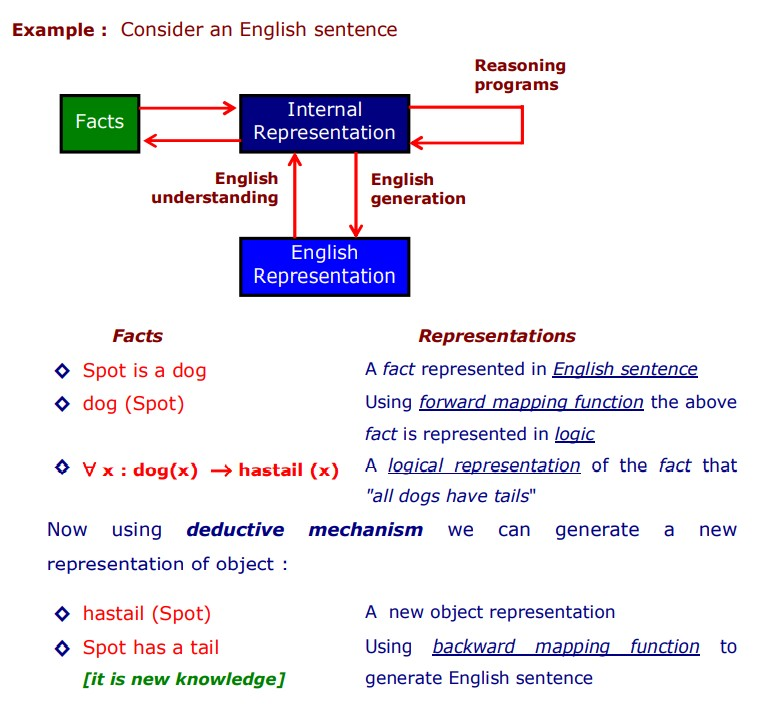 Example : Consider an English sentence
Reasoning
programs
Facts
Internal
Representation
English
understanding
English
generation
English
Representation
Facts
Representations
Spot is a dog
A fact represented in English sentence
dog (Spot)
Using forward mapping function the above
fact is represented in logic
∀ x : dog(x) → hastail (x)
A logical representation of the fact that
"all dogs have tails"
Now using deductive mechanism we can generate a new
representation of object :
hastail (Spot)
A new object representation
Spot has a tail
[it is new knowledge]
Using backward mapping function to
generate English sentence